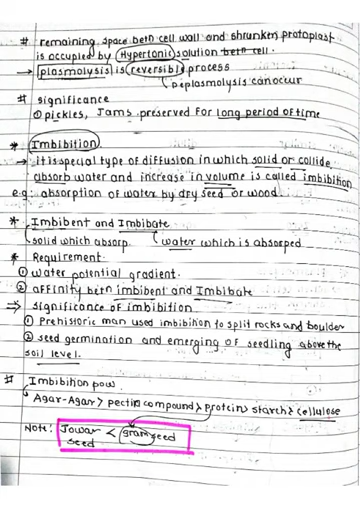 # remaining space betn cell wall and shrunken protoplast
is occupied by Hypertonic solution betn cell.
→ plasmolysis is reversible process
deplasmolysis can occur
# significance
① pickles, Jams preserved for long period of time
* Imbibition
→ it is special type of diffusion in which solid or collide
absorb water and increase in volume is called imbibition
e.g: absorption of water by dry seed or wood.
* Imbibent and Imbibate
solid which absorp. water which is absorped
* Requirement
① water potential gradient.
② affinity betn imbibent and Imbibate
⇒ significance of imbibition
① Prehistoric man used imbibition to split rocks and boulder
② seed germination and emerging of seedling above the
soil level.
# Imbibition pow.
Agar-Agar > pectin compound > protein > starch > cellulose
Note: Jowar < gram seed
seed